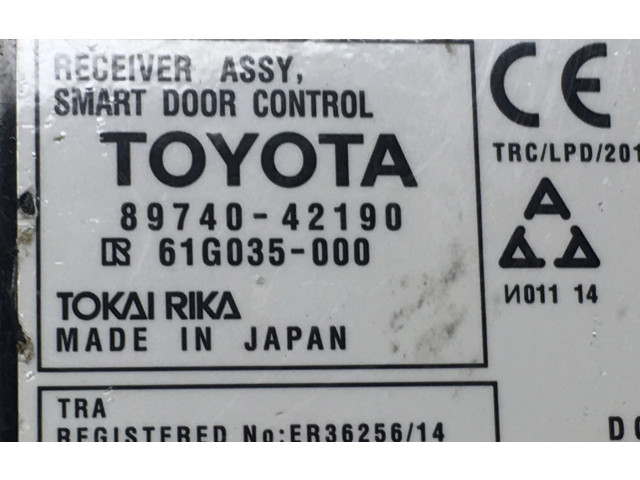 RECEIVER ASSY,
SMART DOOR CONTROL
TOYOTA
89740-42190
61G035-000
TOKAI RIKA
MADE IN JAPAN
CE
TRC/LPD/201
A
И011 14
TRA
REGISTERED No:ER36256/14